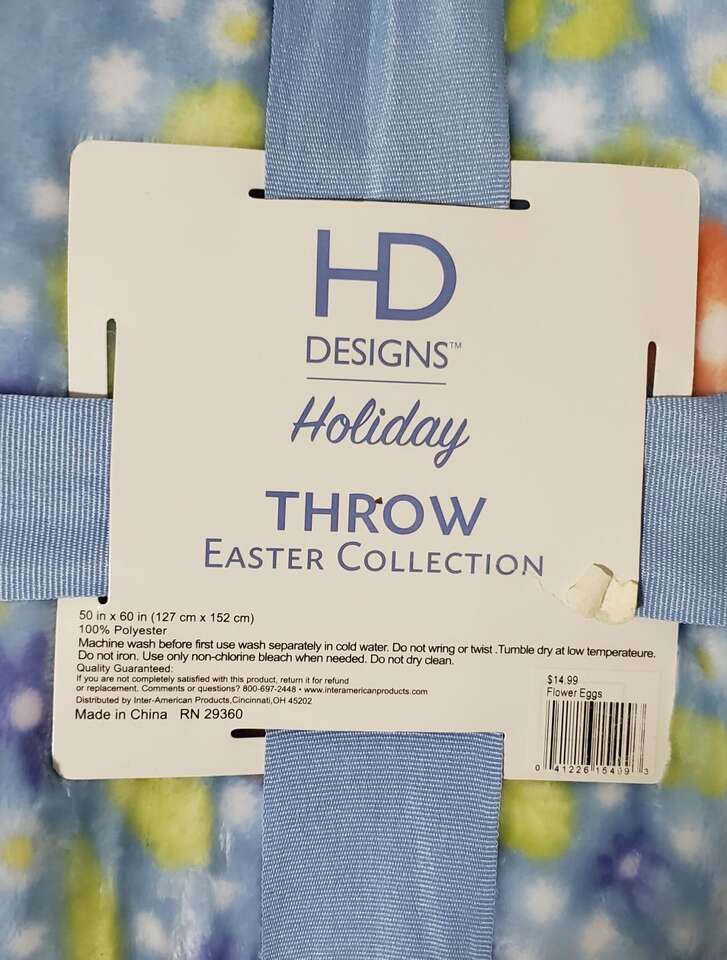 HD
DESIGNS™
Holiday
THROW
EASTER COLLECTION
50 in x 60 in (127 cm x 152 cm)
100% Polyester
Machine wash before first use wash separately in cold water. Do not wring or twist .Tumble dry at low temperateure.
Do not iron. Use only non-chlorine bleach when needed. Do not dry clean.
Quality Guaranteed:
If you are not completely satisfied with this product, return it for refund
or replacement. Comments or questions? 800-697-2448 • www.interamericanproducts.com
Distributed by Inter-American Products,Cincinnati,OH 45202
Made in China RN 29360
$14.99
Flower Eggs
0 41226 15499 3